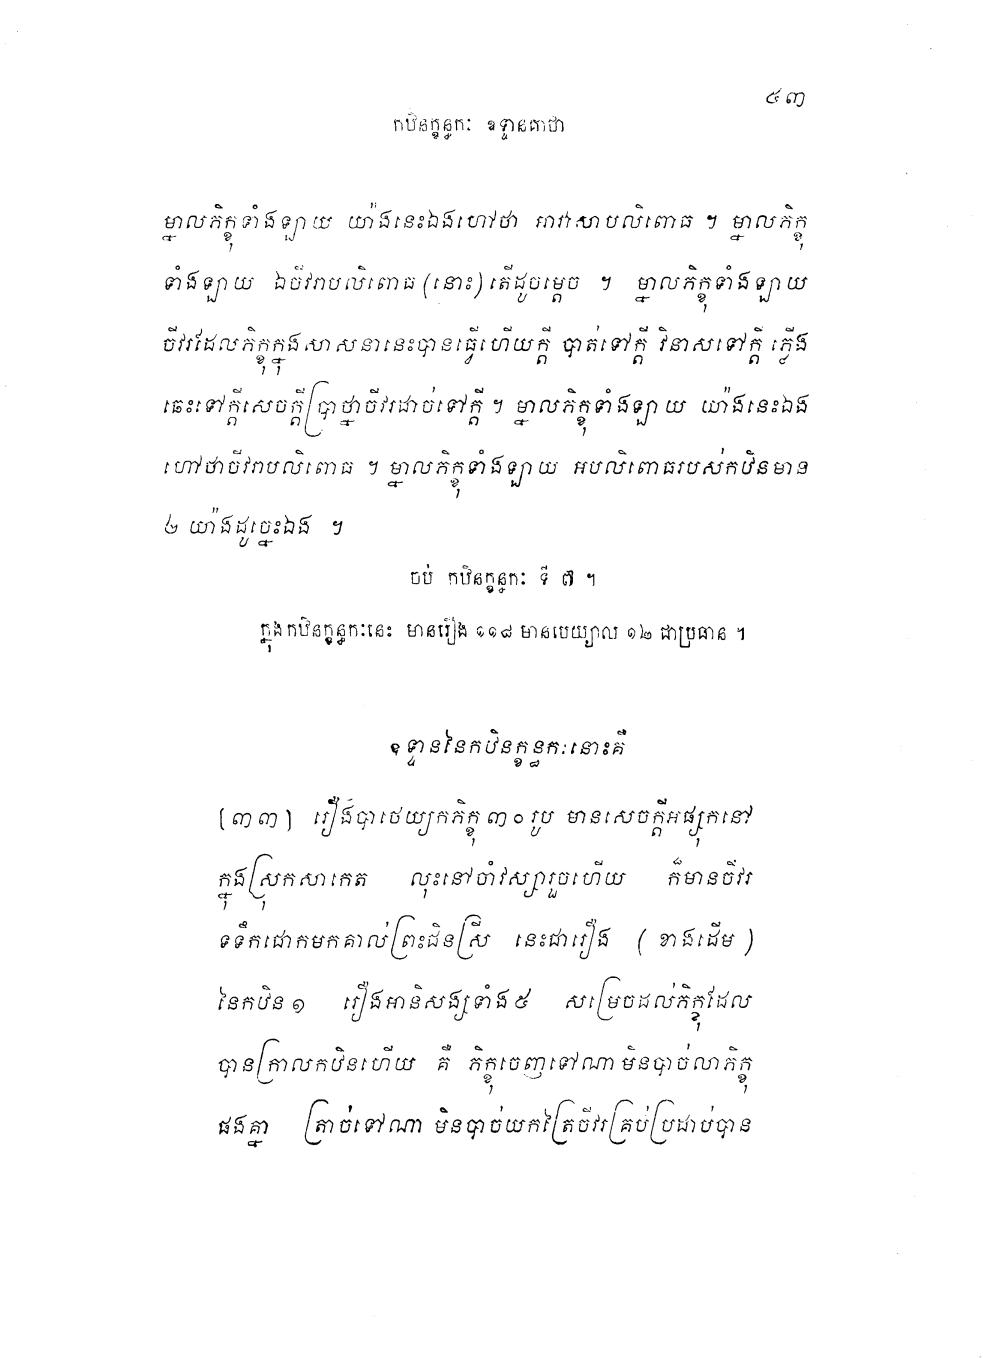 ៤៣
កឋិនក្ខន្ធកៈ ឧទ្ទានគាថា
ម្នាលភិក្ខុទាំងឡាយ យ៉ាងនេះឯងហៅថា អាវាសាបលិពោធ ។ ម្នាលភិក្ខុ
ទាំងឡាយ ឯចីវរាបលិពោធ (នោះ) តើដូចម្តេច ។ ម្នាលភិក្ខុទាំងឡាយ
ចីវរដែលភិក្ខុក្នុងសាសនានេះបានធ្វើហើយក្តី បាត់ទៅក្តី វិនាសទៅក្តី ភ្លើង
ឆេះទៅក្តីសេចក្តីប្រាថ្នាចីវរដាច់ទៅក្តី ។ ម្នាលភិក្ខុទាំងឡាយ យ៉ាងនេះឯង
ហៅថាចីវរាបលិពោធ ។ ម្នាលភិក្ខុទាំងឡាយ អបលិពោធរបស់កឋិនមាន
២ យ៉ាងដូច្នេះឯង ។
ចប់ កឋិនក្ខន្ធកៈ ទី ៧ ។
ក្នុងកឋិនក្ខន្ធកៈនេះ មានរឿង ១១៨ មានបេយ្យាល ១២ ជាប្រធាន ។
ឧទ្ទាននៃកឋិនក្ខន្ធកៈនោះគឺ
[៣៣] រឿងបាថេយ្យកភិក្ខុ ៣០ រូប មានសេចក្តីអផ្សុកនៅ
ក្នុងស្រុកសាកេត លុះនៅចាំវស្សារួចហើយ ក៏មានចីវរ
ទទឹកជោកមកគាល់ព្រះជិនស្រី នេះជារឿង (ខាងដើម)
នៃកឋិន ១ រឿងអានិសង្សទាំង ៥ សម្រេចដល់ភិក្ខុដែល
បានក្រាលកឋិនហើយ គឺ ភិក្ខុចេញទៅណាមិនបាច់លាភិក្ខុ
ផងគ្នា ត្រាច់ទៅណា មិនបាច់យកត្រៃចីវរគ្រប់ប្រដាប់បាន